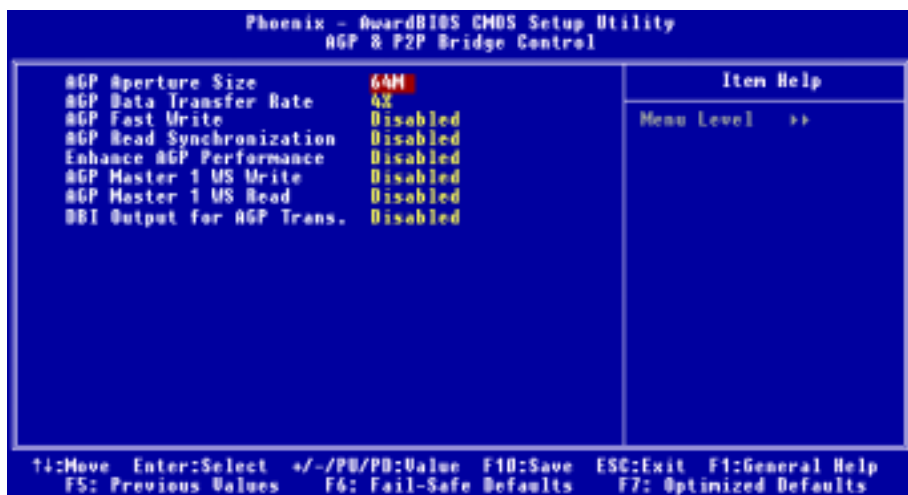 Phoenix - AwardBIOS CMOS Setup Utility
AGP & P2P Bridge Control
AGP Aperture Size 64M
AGP Data Transfer Rate 4X
AGP Fast Write Disabled
AGP Read Synchronization Disabled
Enhance AGP Performance Disabled
AGP Master 1 WS Write Disabled
AGP Master 1 WS Read Disabled
DBI Output for AGP Trans. Disabled
Item Help
Menu Level ▸▸
↑↓:Move Enter:Select +/-/PU/PD:Value F10:Save ESC:Exit F1:General Help
F5: Previous Values F6: Fail-Safe Defaults F7: Optimized Defaults